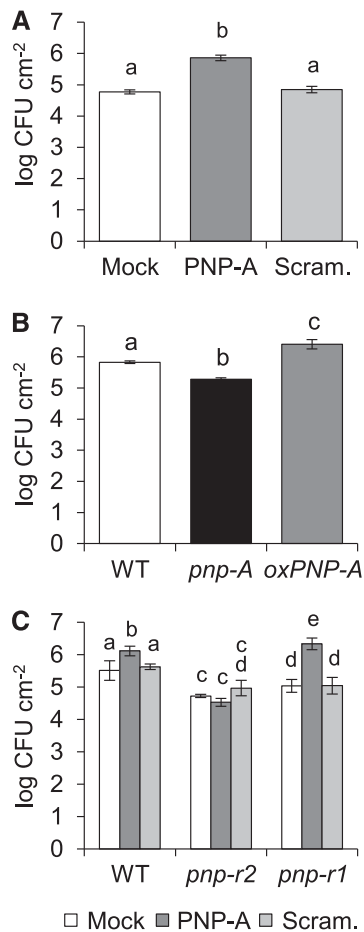 A
log CFU cm-2
7
6
5
4
3
2
1
0
a
b
a
Mock PNP-A Scram.
B
log CFU cm-2
7
6
5
4
3
2
1
0
a
b
c
WT pnp-A oxPNP-A
C
log CFU cm-2
7
6
5
4
3
2
1
0
a b a
c c c d
d e d
WT pnp-r2 pnp-r1
Mock PNP-A Scram.